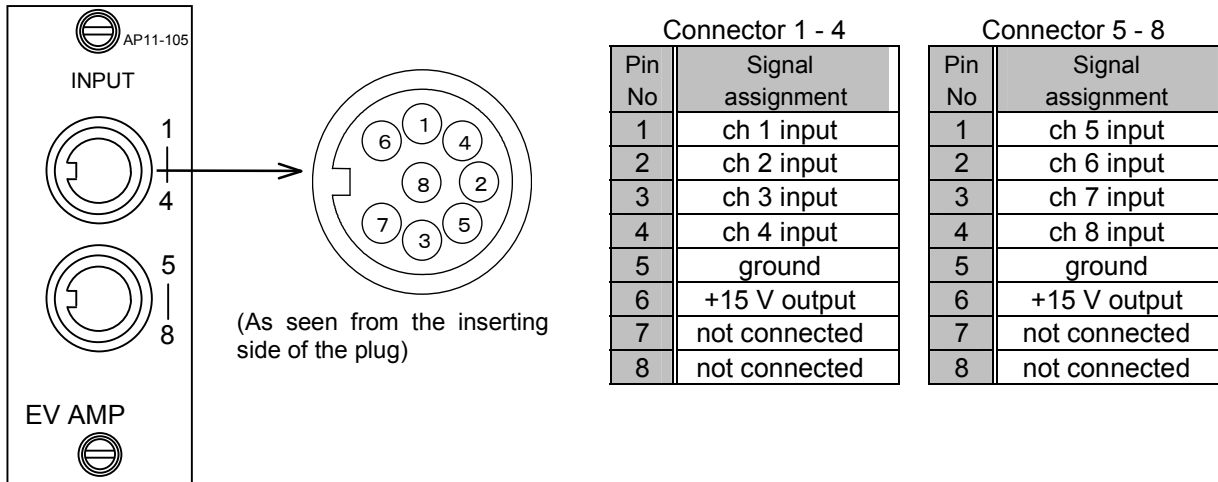 AP11-105
INPUT
1
4
5
8
EV AMP
1
6
4
8
2
7
5
3
(As seen from the inserting
side of the plug)
Connector 1 - 4
Pin No Signal assignment
1 ch 1 input
2 ch 2 input
3 ch 3 input
4 ch 4 input
5 ground
6 +15 V output
7 not connected
8 not connected
Connector 5 - 8
Pin No Signal assignment
1 ch 5 input
2 ch 6 input
3 ch 7 input
4 ch 8 input
5 ground
6 +15 V output
7 not connected
8 not connected